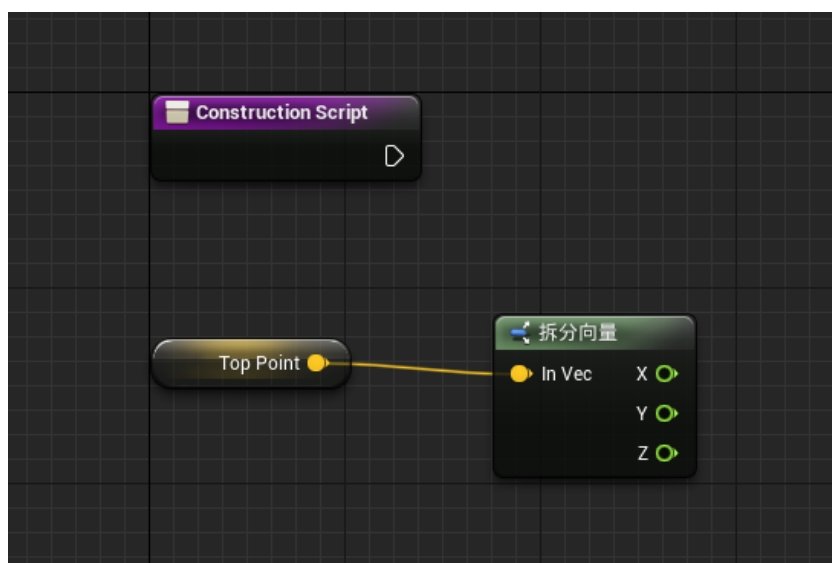 Construction Script
Top Point
拆分向量
In Vec
X
Y
Z